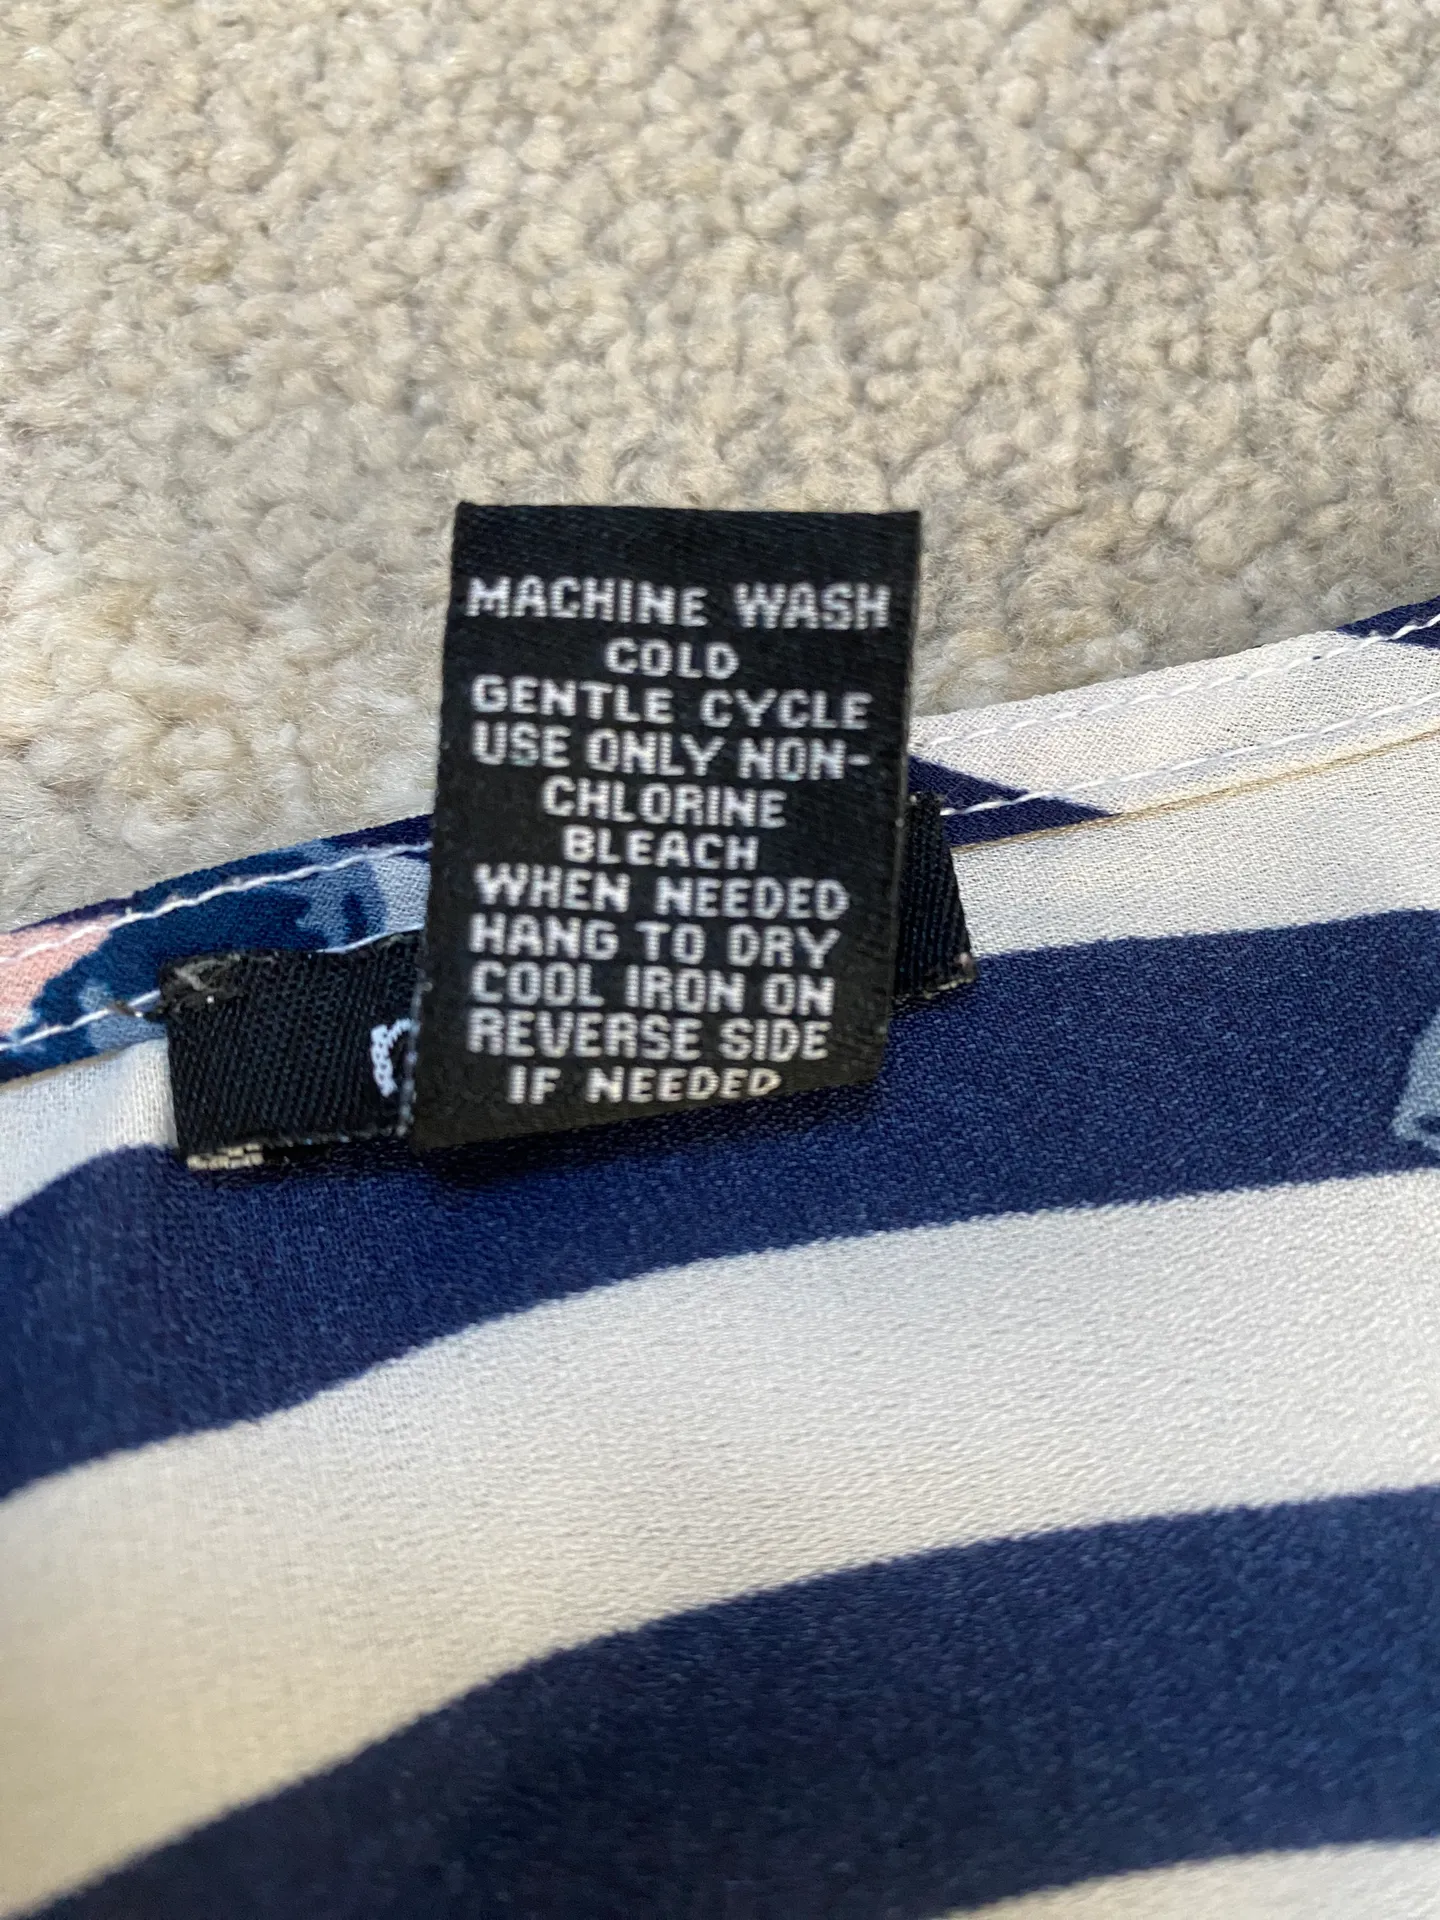 MACHINE WASH
COLD
GENTLE CYCLE
USE ONLY NON-
CHLORINE
BLEACH
WHEN NEEDED
HANG TO DRY
COOL IRON ON
REVERSE SIDE
IF NEEDED